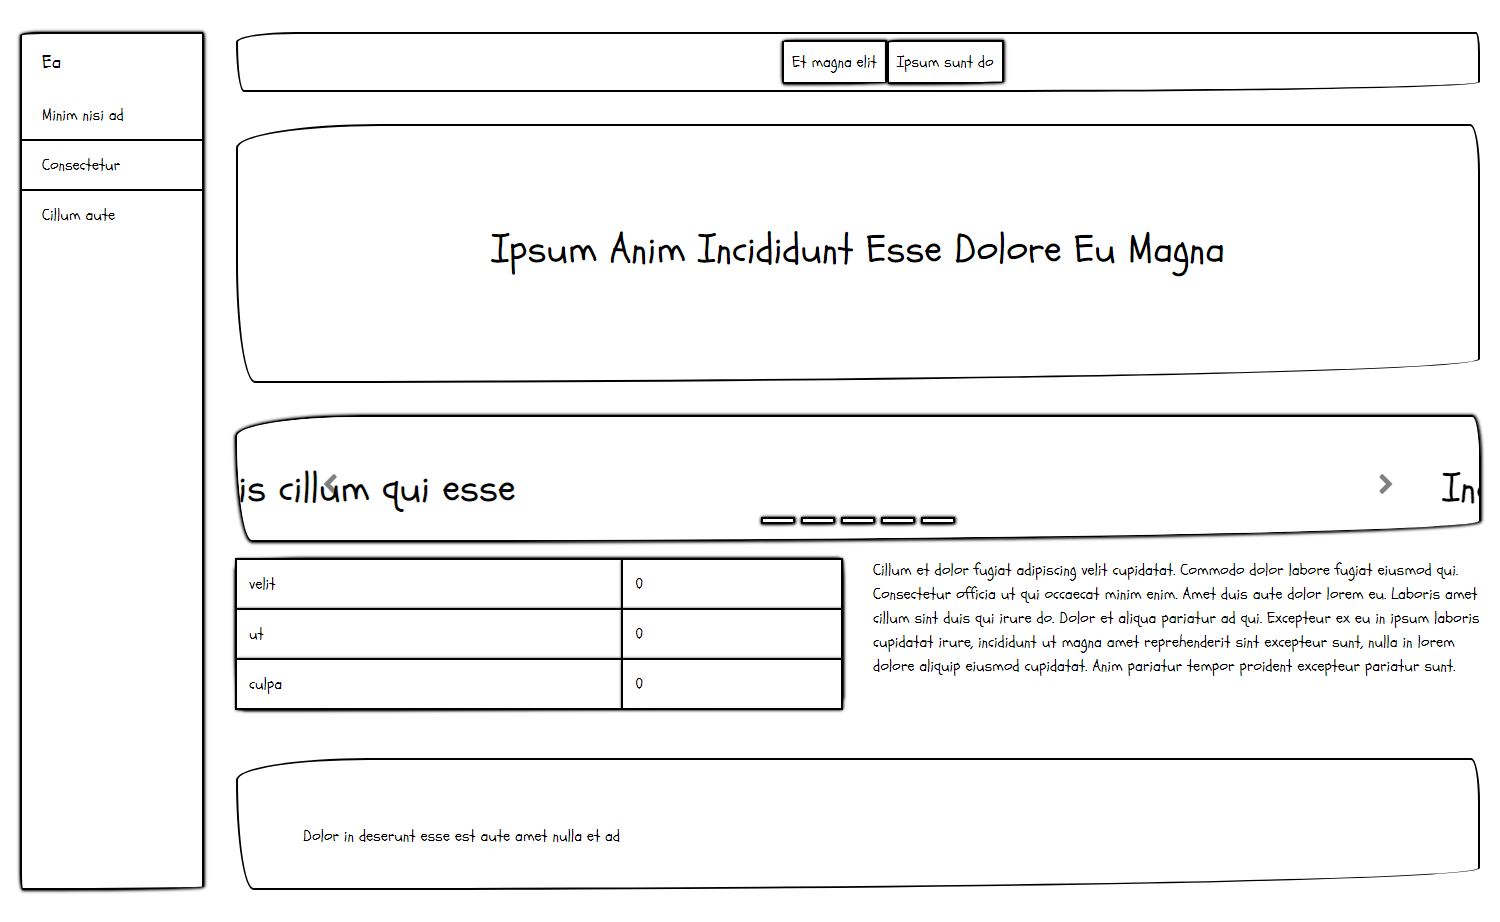 Ea
Minim nisi ad
Consectetur
Cillum aute
Et magna elit
Ipsum sunt do
Ipsum Anim Incididunt Esse Dolore Eu Magna
is cillum qui esse
velit 0
ut 0
culpa 0
Cillum et dolor fugiat adipiscing velit cupidatat. Commodo dolor labore fugiat eiusmod qui.
Consectetur officia ut qui occaecat minim enim. Amet duis aute dolor lorem eu. Laboris amet
cillum sint duis qui irure do. Dolor et aliqua pariatur ad qui. Excepteur ex eu in ipsum laboris
cupidatat irure, incididunt ut magna amet reprehenderit sint excepteur sunt, nulla in lorem
dolore aliquip eiusmod cupidatat. Anim pariatur tempor proident excepteur pariatur sunt.
Dolor in deserunt esse est aute amet nulla et ad